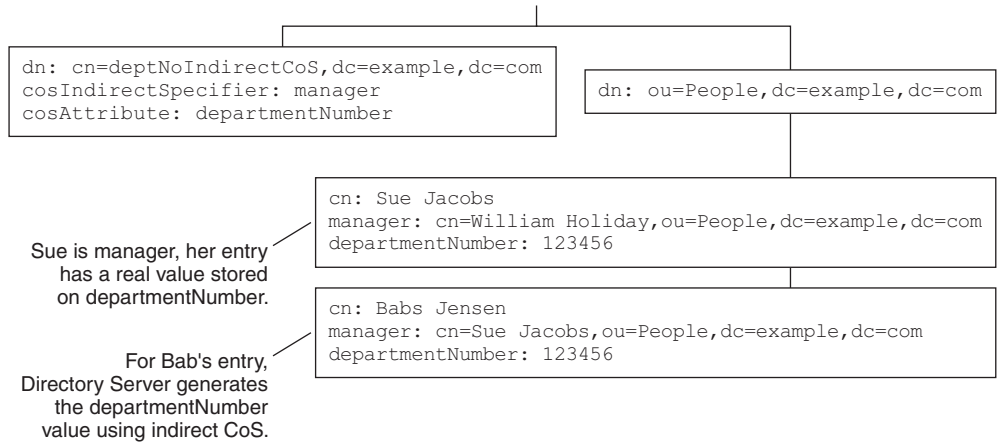 dn: cn=deptNoIndirectCoS,dc=example,dc=com
cosIndirectSpecifier: manager
cosAttribute: departmentNumber
dn: ou=People,dc=example,dc=com
cn: Sue Jacobs
manager: cn=William Holiday,ou=People,dc=example,dc=com
departmentNumber: 123456
Sue is manager, her entry
has a real value stored
on departmentNumber.
cn: Babs Jensen
manager: cn=Sue Jacobs,ou=People,dc=example,dc=com
departmentNumber: 123456
For Bab's entry,
Directory Server generates
the departmentNumber
value using indirect CoS.